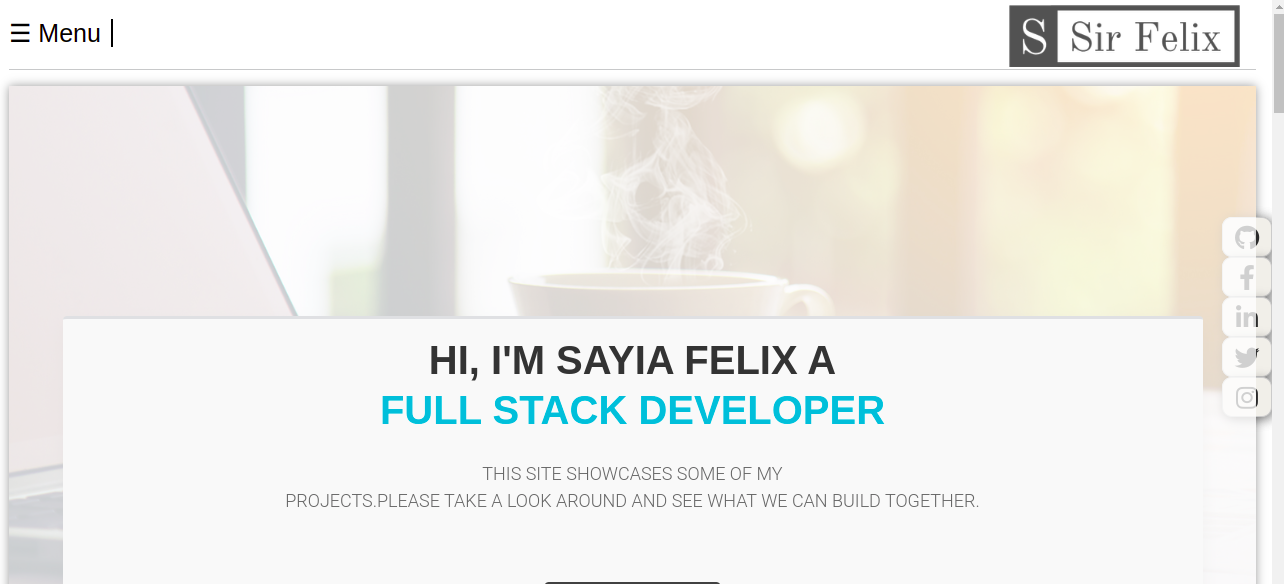 ☰ Menu
S Sir Felix
HI, I'M SAYIA FELIX A
FULL STACK DEVELOPER
THIS SITE SHOWCASES SOME OF MY
PROJECTS.PLEASE TAKE A LOOK AROUND AND SEE WHAT WE CAN BUILD TOGETHER.